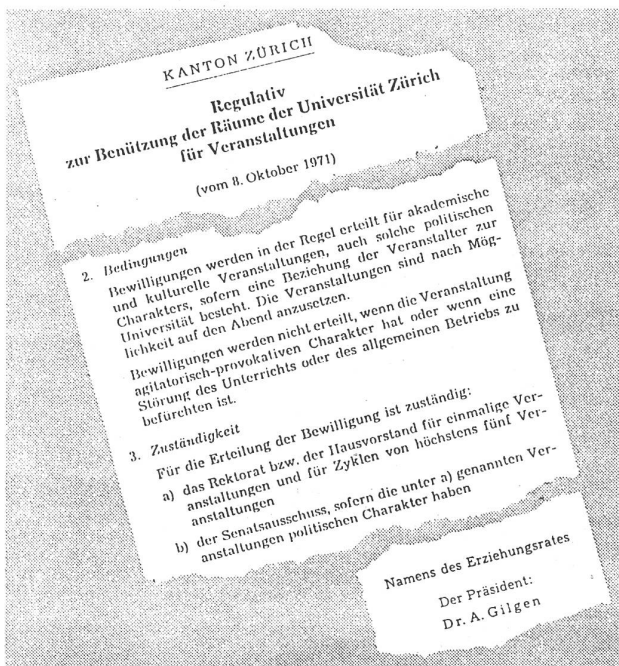 KANTON ZÜRICH
Regulativ
zur Benützung der Räume der Universität Zürich
für Veranstaltungen
(vom 8. Oktober 1971)
2. Bedingungen
Bewilligungen werden in der Regel erteilt für akademische
und kulturelle Veranstaltungen, auch solche politischen
Charakters, sofern eine Beziehung der Veranstalter zur
Universität besteht. Die Veranstaltungen sind nach Mög-
lichkeit auf den Abend anzusetzen.
Bewilligungen werden nicht erteilt, wenn die Veranstaltung
agitatorisch-provokativen Charakter hat oder wenn eine
Störung des Unterrichts oder des allgemeinen Betriebs zu
befürchten ist.
3. Zuständigkeit
Für die Erteilung der Bewilligung ist zuständig:
a) das Rektorat bzw. der Hausvorstand für einmalige Ver-
anstaltungen und für Zyklen von höchstens fünf Ver-
anstaltungen
b) der Senatsausschuss, sofern die unter a) genannten Ver-
anstaltungen politischen Charakter haben
Namens des Erziehungsrates
Der Präsident:
Dr. A. Gilgen